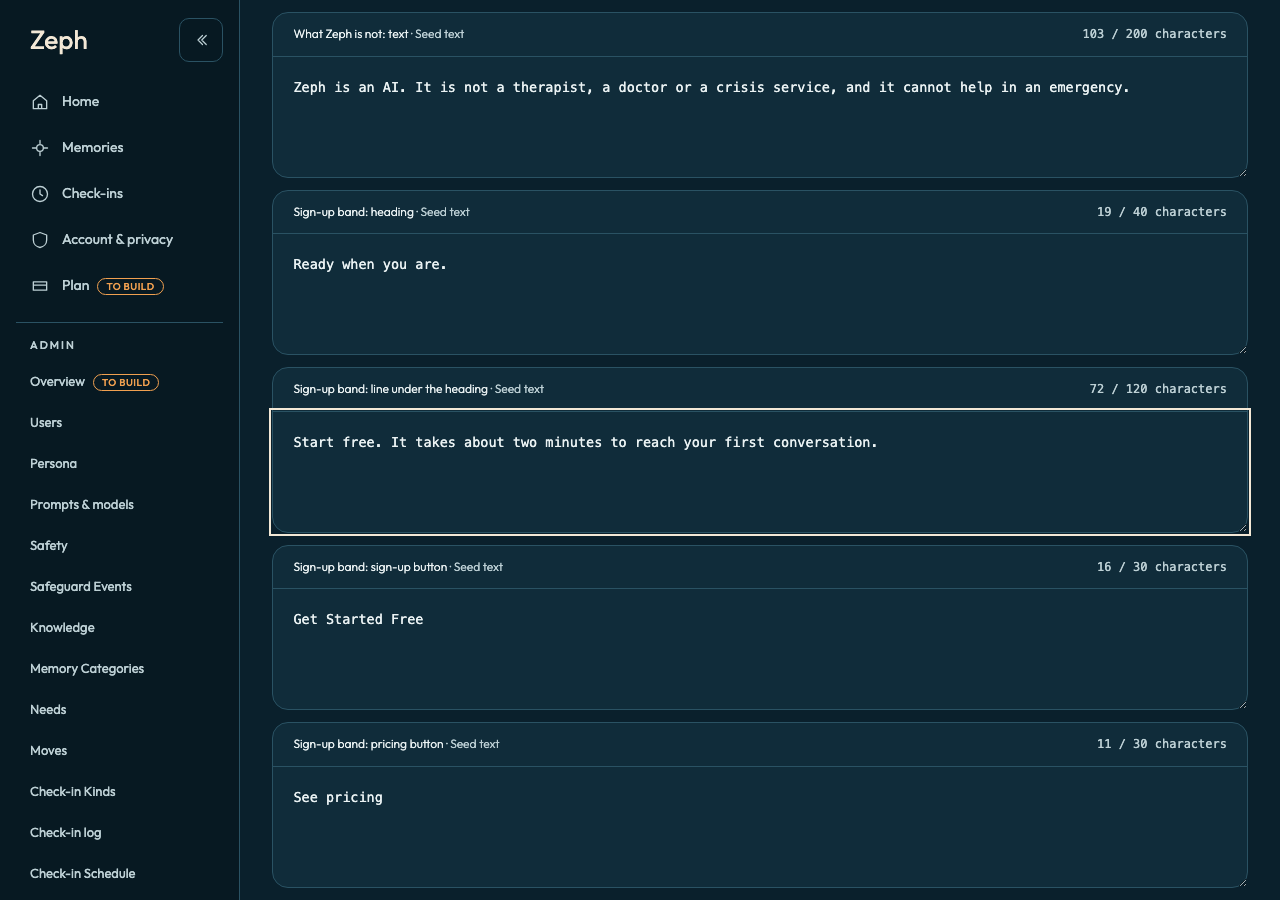 Zeph
Home
Memories
Check-ins
Account & privacy
Plan TO BUILD
ADMIN
Overview TO BUILD
Users
Persona
Prompts & models
Safety
Safeguard Events
Knowledge
Memory Categories
Needs
Moves
Check-in Kinds
Check-in log
Check-in Schedule
What Zeph is not: text · Seed text 103 / 200 characters
Zeph is an AI. It is not a therapist, a doctor or a crisis service, and it cannot help in an emergency.
Sign-up band: heading · Seed text 19 / 40 characters
Ready when you are.
Sign-up band: line under the heading · Seed text 72 / 120 characters
Start free. It takes about two minutes to reach your first conversation.
Sign-up band: sign-up button · Seed text 16 / 30 characters
Get Started Free
Sign-up band: pricing button · Seed text 11 / 30 characters
See pricing